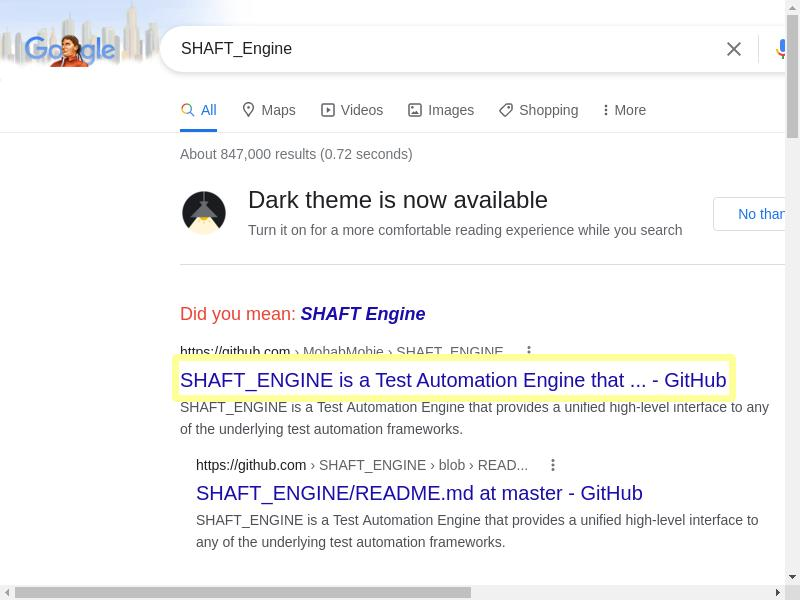 Google
SHAFT_Engine
All Maps Videos Images Shopping More
About 847,000 results (0.72 seconds)
Dark theme is now available
Turn it on for a more comfortable reading experience while you search
No than
Did you mean: SHAFT Engine
https://github.com › MohabMohie › SHAFT_ENGINE
SHAFT_ENGINE is a Test Automation Engine that ... - GitHub
SHAFT_ENGINE is a Test Automation Engine that provides a unified high-level interface to any
of the underlying test automation frameworks.
https://github.com › SHAFT_ENGINE › blob › READ...
SHAFT_ENGINE/README.md at master - GitHub
SHAFT_ENGINE is a Test Automation Engine that provides a unified high-level interface to
any of the underlying test automation frameworks.